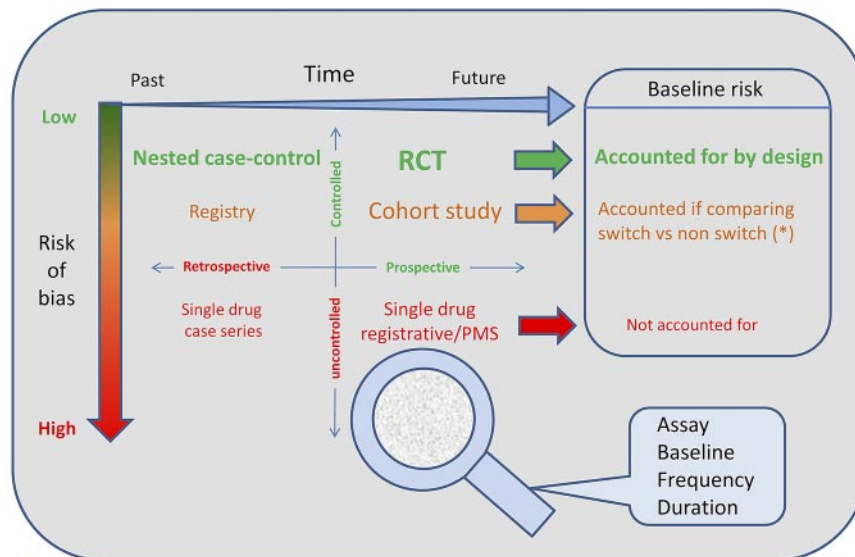 Past
Time
Future
Baseline risk
Low
Nested case-control
RCT
Accounted for by design
Controlled
Registry
Cohort study
Accounted if comparing
switch vs non switch (*)
Risk
of
bias
Retrospective
Prospective
Single drug
case series
uncontrolled
Single drug
registrative/PMS
Not accounted for
High
Assay
Baseline
Frequency
Duration